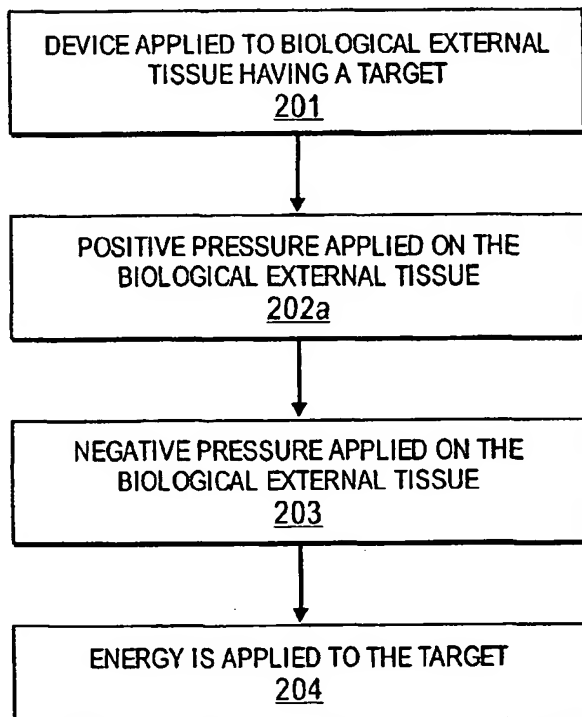 DEVICE APPLIED TO BIOLOGICAL EXTERNAL
TISSUE HAVING A TARGET
201
POSITIVE PRESSURE APPLIED ON THE
BIOLOGICAL EXTERNAL TISSUE
202a
NEGATIVE PRESSURE APPLIED ON THE
BIOLOGICAL EXTERNAL TISSUE
203
ENERGY IS APPLIED TO THE TARGET
204